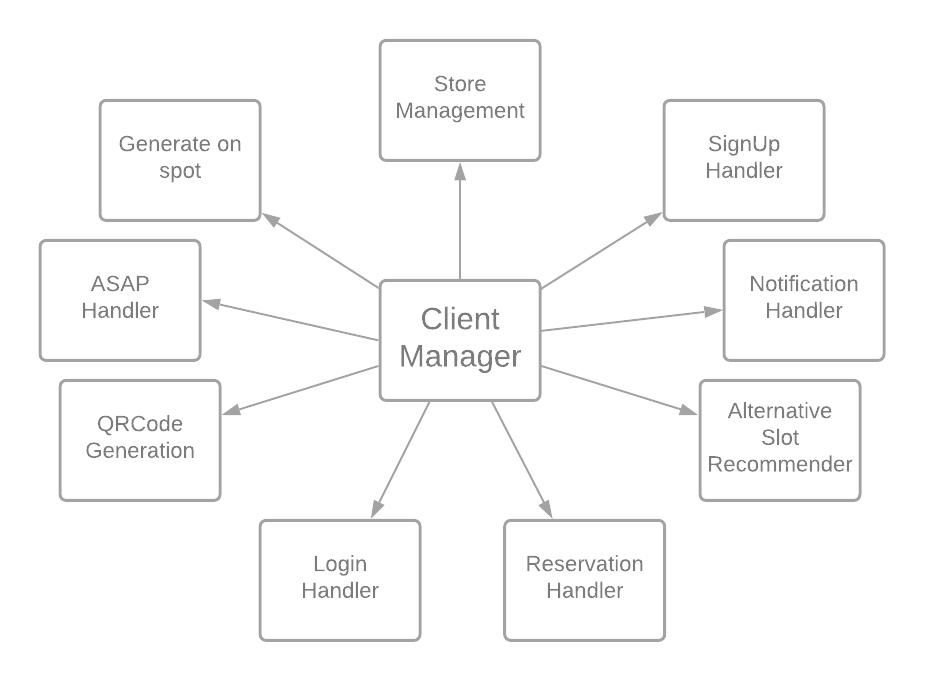 Store
Management
Generate on
spot
SignUp
Handler
ASAP
Handler
Notification
Handler
Client
Manager
QRCode
Generation
Alternative
Slot
Recommender
Login
Handler
Reservation
Handler